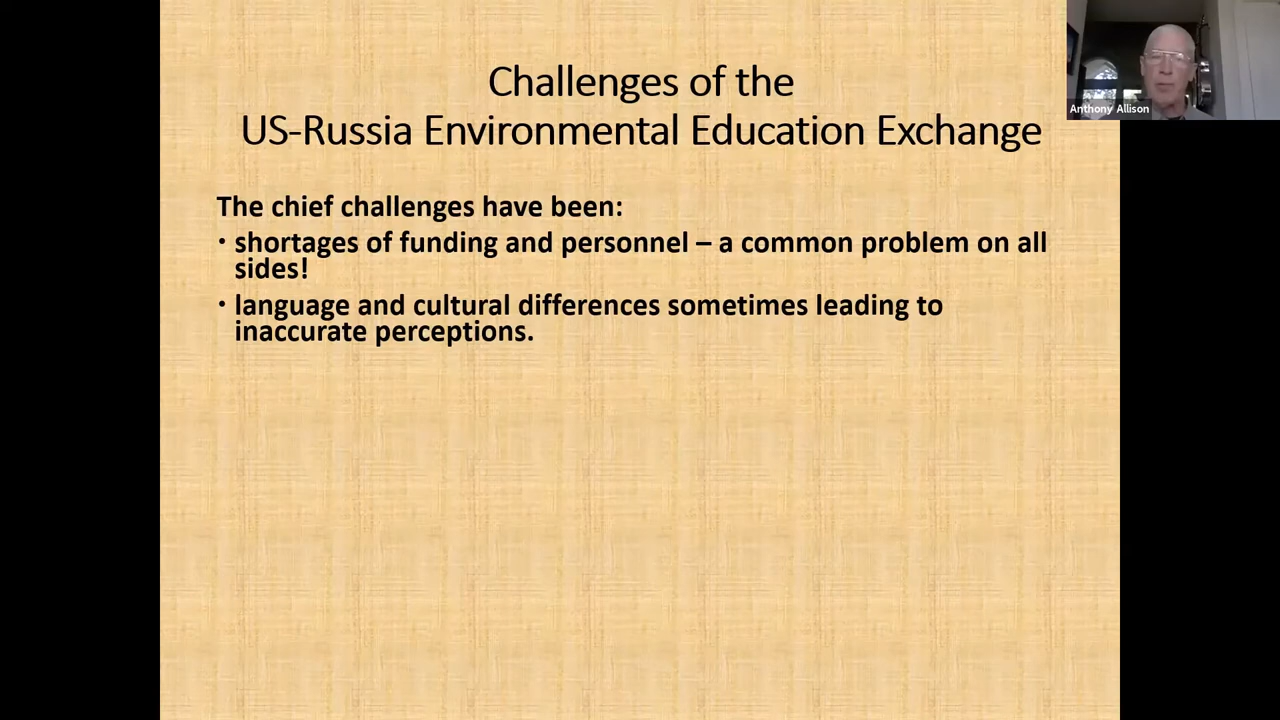 Challenges of the
US-Russia Environmental Education Exchange
Anthony Allison
The chief challenges have been:
• shortages of funding and personnel – a common problem on all
sides!
• language and cultural differences sometimes leading to
inaccurate perceptions.